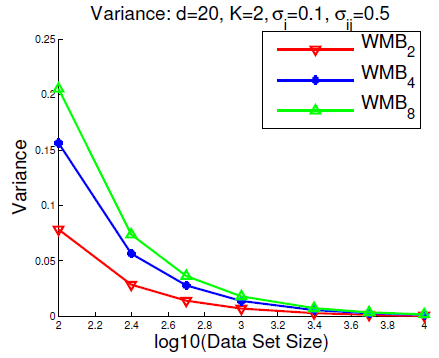 Variance: d=20, K=2, σi=0.1, σij=0.5
WMB2
WMB4
WMB8
0.25
0.2
0.15
0.1
0.05
0
Variance
2 2.2 2.4 2.6 2.8 3 3.2 3.4 3.6 3.8 4
log10(Data Set Size)